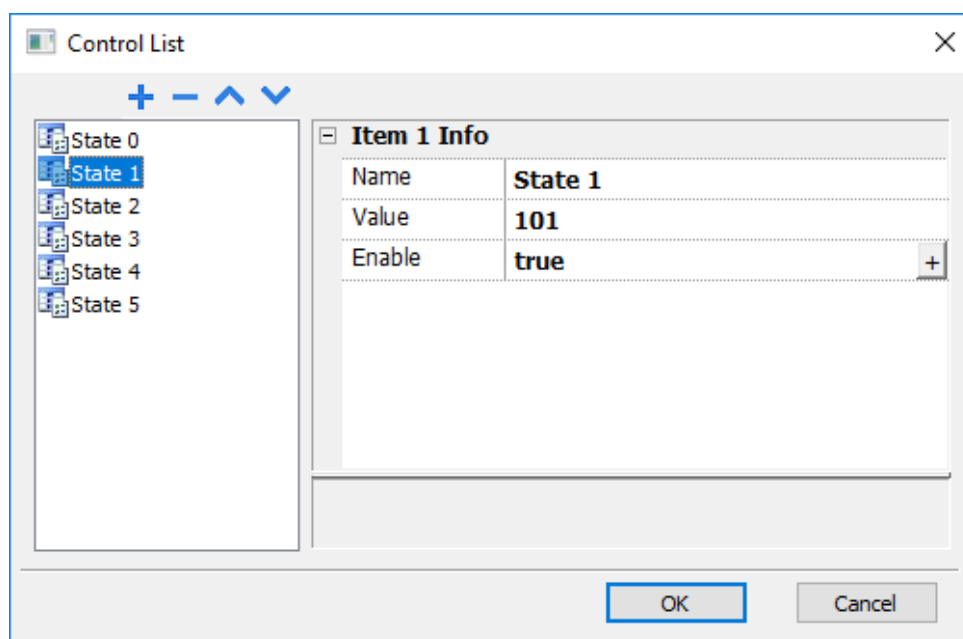 Control List
State 0
State 1
State 2
State 3
State 4
State 5
Item 1 Info
Name State 1
Value 101
Enable true +
OK Cancel